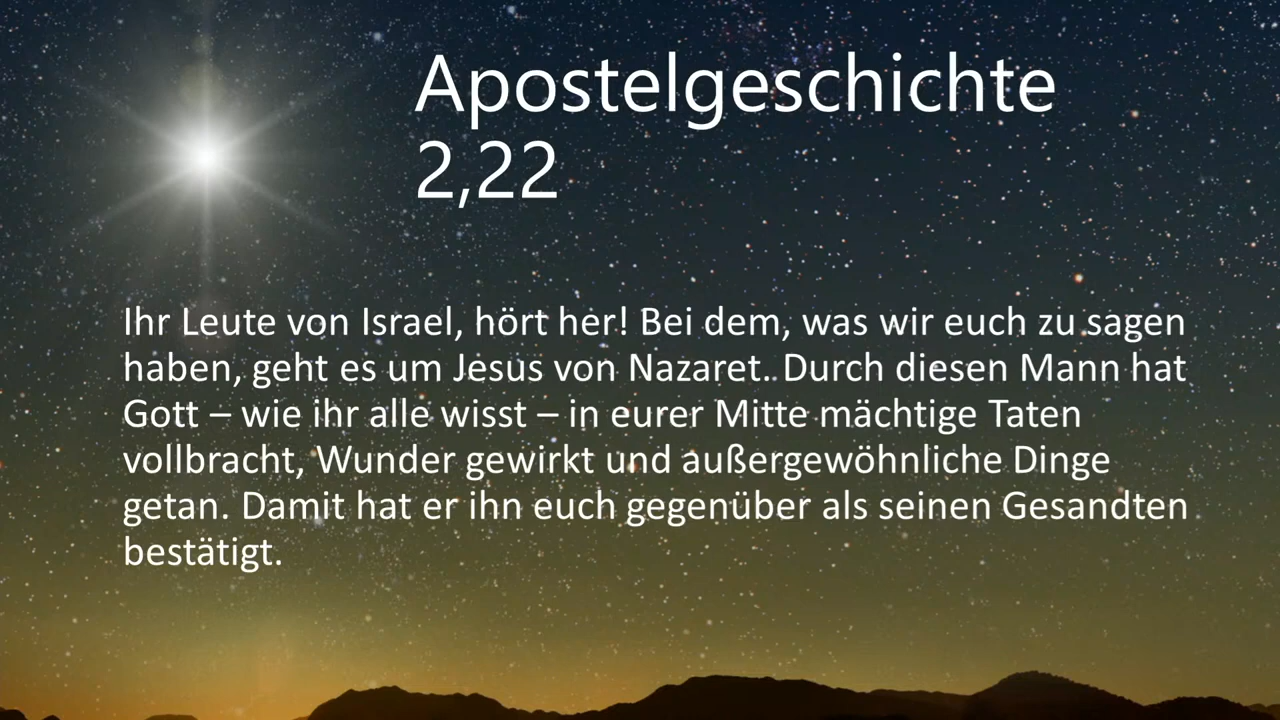 Apostelgeschichte
2,22
Ihr Leute von Israel, hört her! Bei dem, was wir euch zu sagen
haben, geht es um Jesus von Nazaret. Durch diesen Mann hat
Gott – wie ihr alle wisst – in eurer Mitte mächtige Taten
vollbracht, Wunder gewirkt und außergewöhnliche Dinge
getan. Damit hat er ihn euch gegenüber als seinen Gesandten
bestätigt.